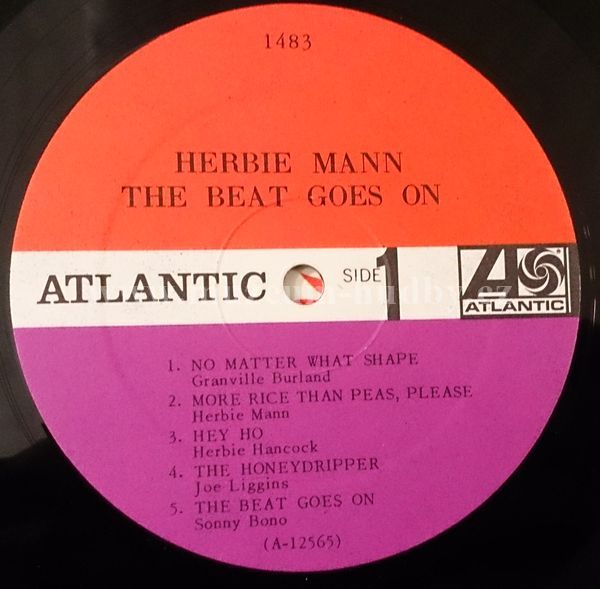 1483
HERBIE MANN
THE BEAT GOES ON
ATLANTIC SIDE 1 ATLANTIC
1. NO MATTER WHAT SHAPE
Granville Burland
2. MORE RICE THAN PEAS, PLEASE
Herbie Mann
3. HEY HO
Herbie Hancock
4. THE HONEYDRIPPER
Joe Liggins
5. THE BEAT GOES ON
Sonny Bono
(A-12565)